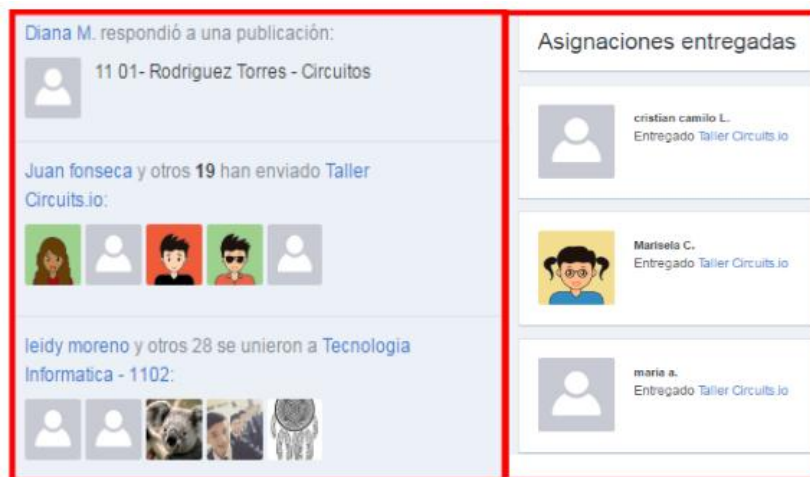 Diana M. respondió a una publicación:
11 01- Rodriguez Torres - Circuitos
Juan fonseca y otros 19 han enviado Taller
Circuits.io:
leidy moreno y otros 28 se unieron a Tecnologia
Informatica - 1102:
Asignaciones entregadas
cristian camilo L.
Entregado Taller Circuits.io
Marisela C.
Entregado Taller Circuits.io
maria a.
Entregado Taller Circuits.io